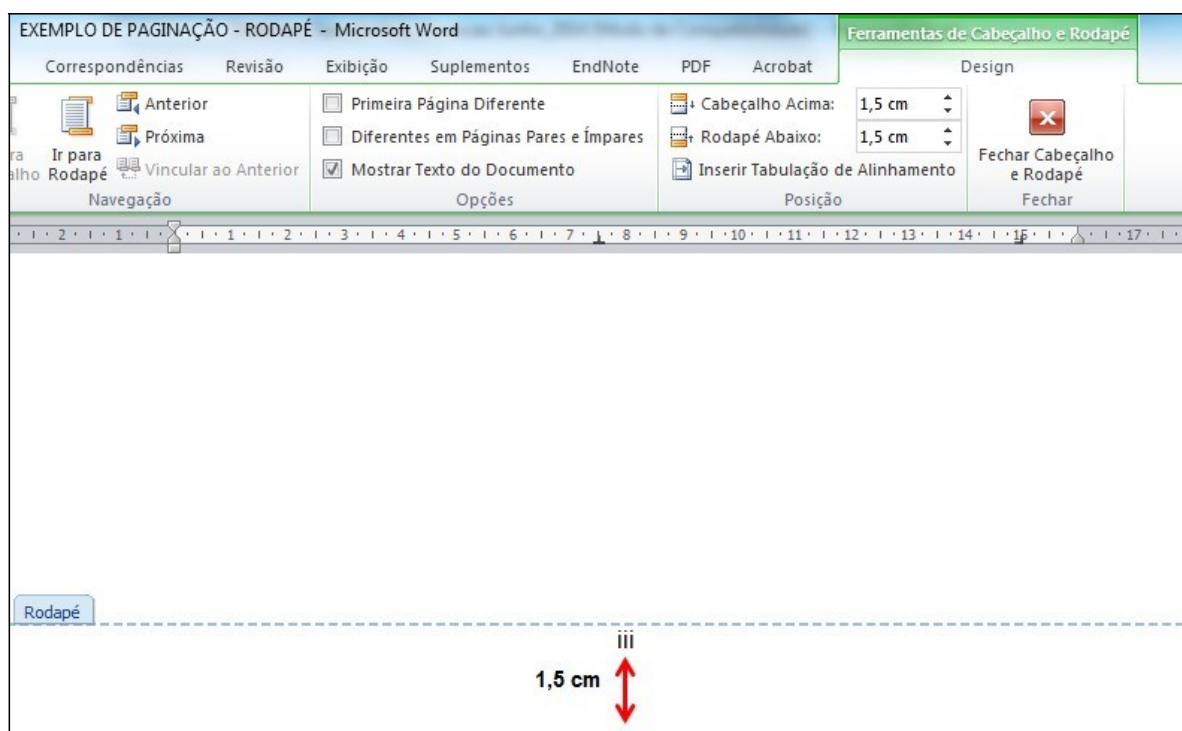 EXEMPLO DE PAGINAÇÃO - RODAPÉ - Microsoft Word
Ferramentas de Cabeçalho e Rodapé
Correspondências Revisão Exibição Suplementos EndNote PDF Acrobat Design
Anterior
Próxima
Vincular ao Anterior
Ir para
Rodapé
Navegação
Primeira Página Diferente
Diferentes em Páginas Pares e Ímpares
Mostrar Texto do Documento
Opções
Cabeçalho Acima: 1,5 cm
Rodapé Abaixo: 1,5 cm
Inserir Tabulação de Alinhamento
Posição
Fechar Cabeçalho
e Rodapé
Fechar
2 1 1 2 3 4 5 6 7 8 9 10 11 12 13 14 15 17
Rodapé
iii
1,5 cm